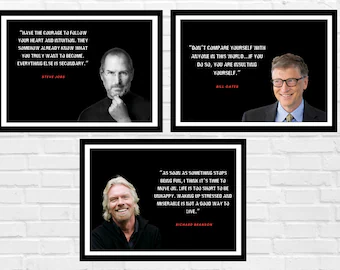 "HAVE THE COURAGE TO FOLLOW
YOUR HEART AND INTUITION. THEY
SOMEHOW ALREADY KNOW WHAT
YOU TRULY WANT TO BECOME.
EVERYTHING ELSE IS SECONDARY."
STEVE JOBS
"DON'T COMPARE YOURSELF WITH
ANYONE IN THIS WORLD...IF YOU
DO SO, YOU ARE INSULTING
YOURSELF."
BILL GATES
"AS SOON AS SOMETHING STOPS
BEING FUN, I THINK IT'S TIME TO
MOVE ON. LIFE IS TOO SHORT TO BE
UNHAPPY. WAKING UP STRESSED AND
MISERABLE IS NOT A GOOD WAY TO
LIVE."
RICHARD BRANSON